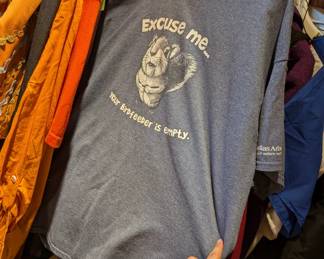 Excuse me...
your Birdfeeder is empty.